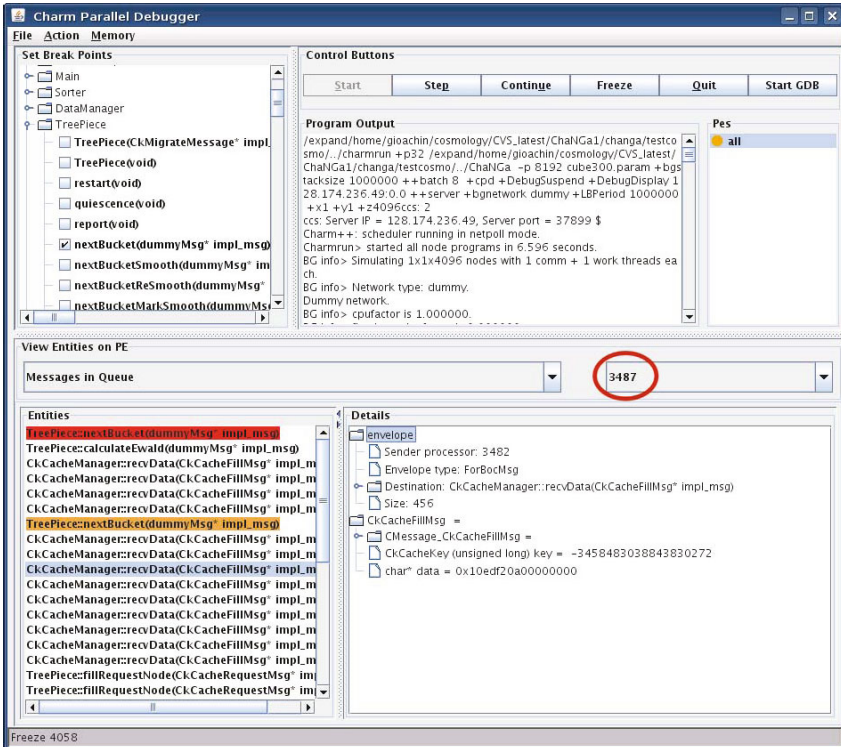 Charm Parallel Debugger
File Action Memory
Set Break Points
Main
Sorter
DataManager
TreePiece
TreePiece(CkMigrateMessage* impl_
TreePiece(void)
restart(void)
quiescence(void)
report(void)
nextBucket(dummyMsg* impl_msg)
nextBucketSmooth(dummyMsg* im
nextBucketReSmooth(dummyMsg*
nextBucketMarkSmooth(dummyMs
Control Buttons
Start Step Continue Freeze Quit Start GDB
Program Output
/expand/home/gioachin/cosmology/CVS_latest/ChaNGa1/changa/testco
smo/../charmrun +p32 /expand/home/gioachin/cosmology/CVS_latest/
ChaNGa1/changa/testcosmo/../ChaNGa -p 8192 cube300.param +bgs
tacksize 1000000 ++batch 8 +cpd +DebugSuspend +DebugDisplay 1
28.174.236.49:0.0 ++server +bgnetwork dummy +LBPeriod 1000000
+x1 +y1 +z4096ccs: 2
ccs: Server IP = 128.174.236.49, Server port = 37899 $
Charm++: scheduler running in netpoll mode.
Charmrun> started all node programs in 6.596 seconds.
BG info> Simulating 1x1x4096 nodes with 1 comm + 1 work threads ea
ch.
BG info> Network type: dummy.
Dummy network.
BG info> cpufactor is 1.000000.
Pes
all
View Entities on PE
Messages in Queue
3487
Entities
TreePiece::nextBucket(dummyMsg* impl_msg)
TreePiece::calculateEwald(dummyMsg* impl_msg)
CkCacheManager::recvData(CkCacheFillMsg* impl_m
CkCacheManager::recvData(CkCacheFillMsg* impl_m
CkCacheManager::recvData(CkCacheFillMsg* impl_m
CkCacheManager::recvData(CkCacheFillMsg* impl_m
TreePiece::nextBucket(dummyMsg* impl_msg)
CkCacheManager::recvData(CkCacheFillMsg* impl_m
CkCacheManager::recvData(CkCacheFillMsg* impl_m
CkCacheManager::recvData(CkCacheFillMsg* impl_m
CkCacheManager::recvData(CkCacheFillMsg* impl_m
CkCacheManager::recvData(CkCacheFillMsg* impl_m
CkCacheManager::recvData(CkCacheFillMsg* impl_m
CkCacheManager::recvData(CkCacheFillMsg* impl_m
CkCacheManager::recvData(CkCacheFillMsg* impl_m
CkCacheManager::recvData(CkCacheFillMsg* impl_m
TreePiece::fillRequestNode(CkCacheRequestMsg* im
TreePiece::fillRequestNode(CkCacheRequestMsg* im
Details
envelope
Sender processor: 3482
Envelope type: ForBocMsg
Destination: CkCacheManager::recvData(CkCacheFillMsg* impl_msg)
Size: 456
CkCacheFillMsg =
CMessage_CkCacheFillMsg =
CkCacheKey (unsigned long) key = -3458483038843830272
char* data = 0x10edf20a00000000
Freeze 4058